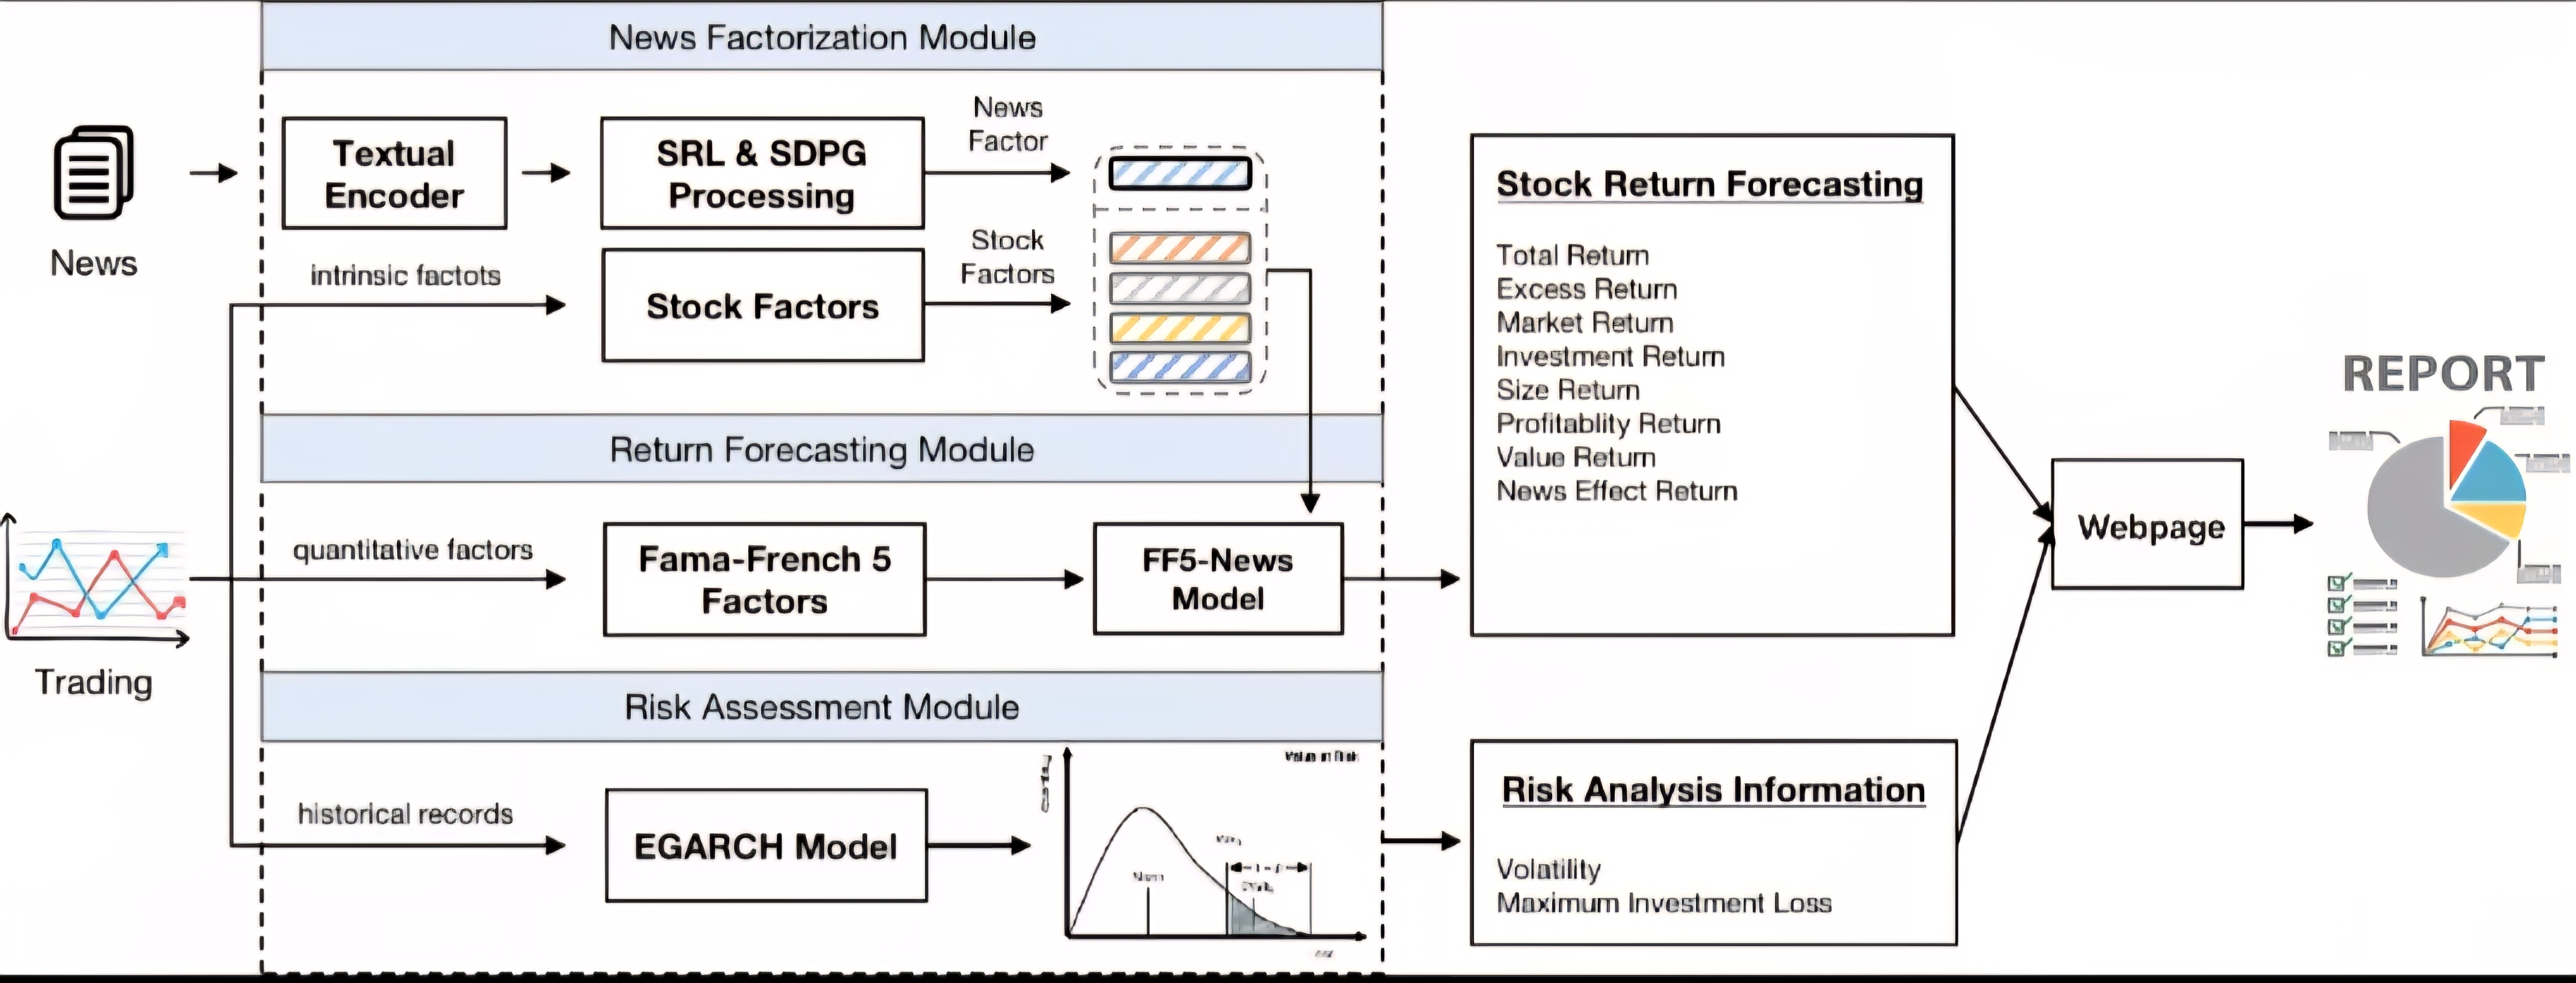 News Factorization Module
News
Factor
Textual
Encoder
SRL & SDPG
Processing
News
intrinsic factots
Stock Factors
Stock
Factors
Return Forecasting Module
quantitative factors
Fama-French 5
Factors
FF5-News
Model
Trading
Risk Assessment Module
historical records
EGARCH Model
Value at Risk
Stock Return Forecasting
Total Return
Excess Return
Market Return
Investment Return
Size Return
Profitablity Return
Value Return
News Effect Return
Risk Analysis Information
Volatility
Maximum Investment Loss
Webpage
REPORT